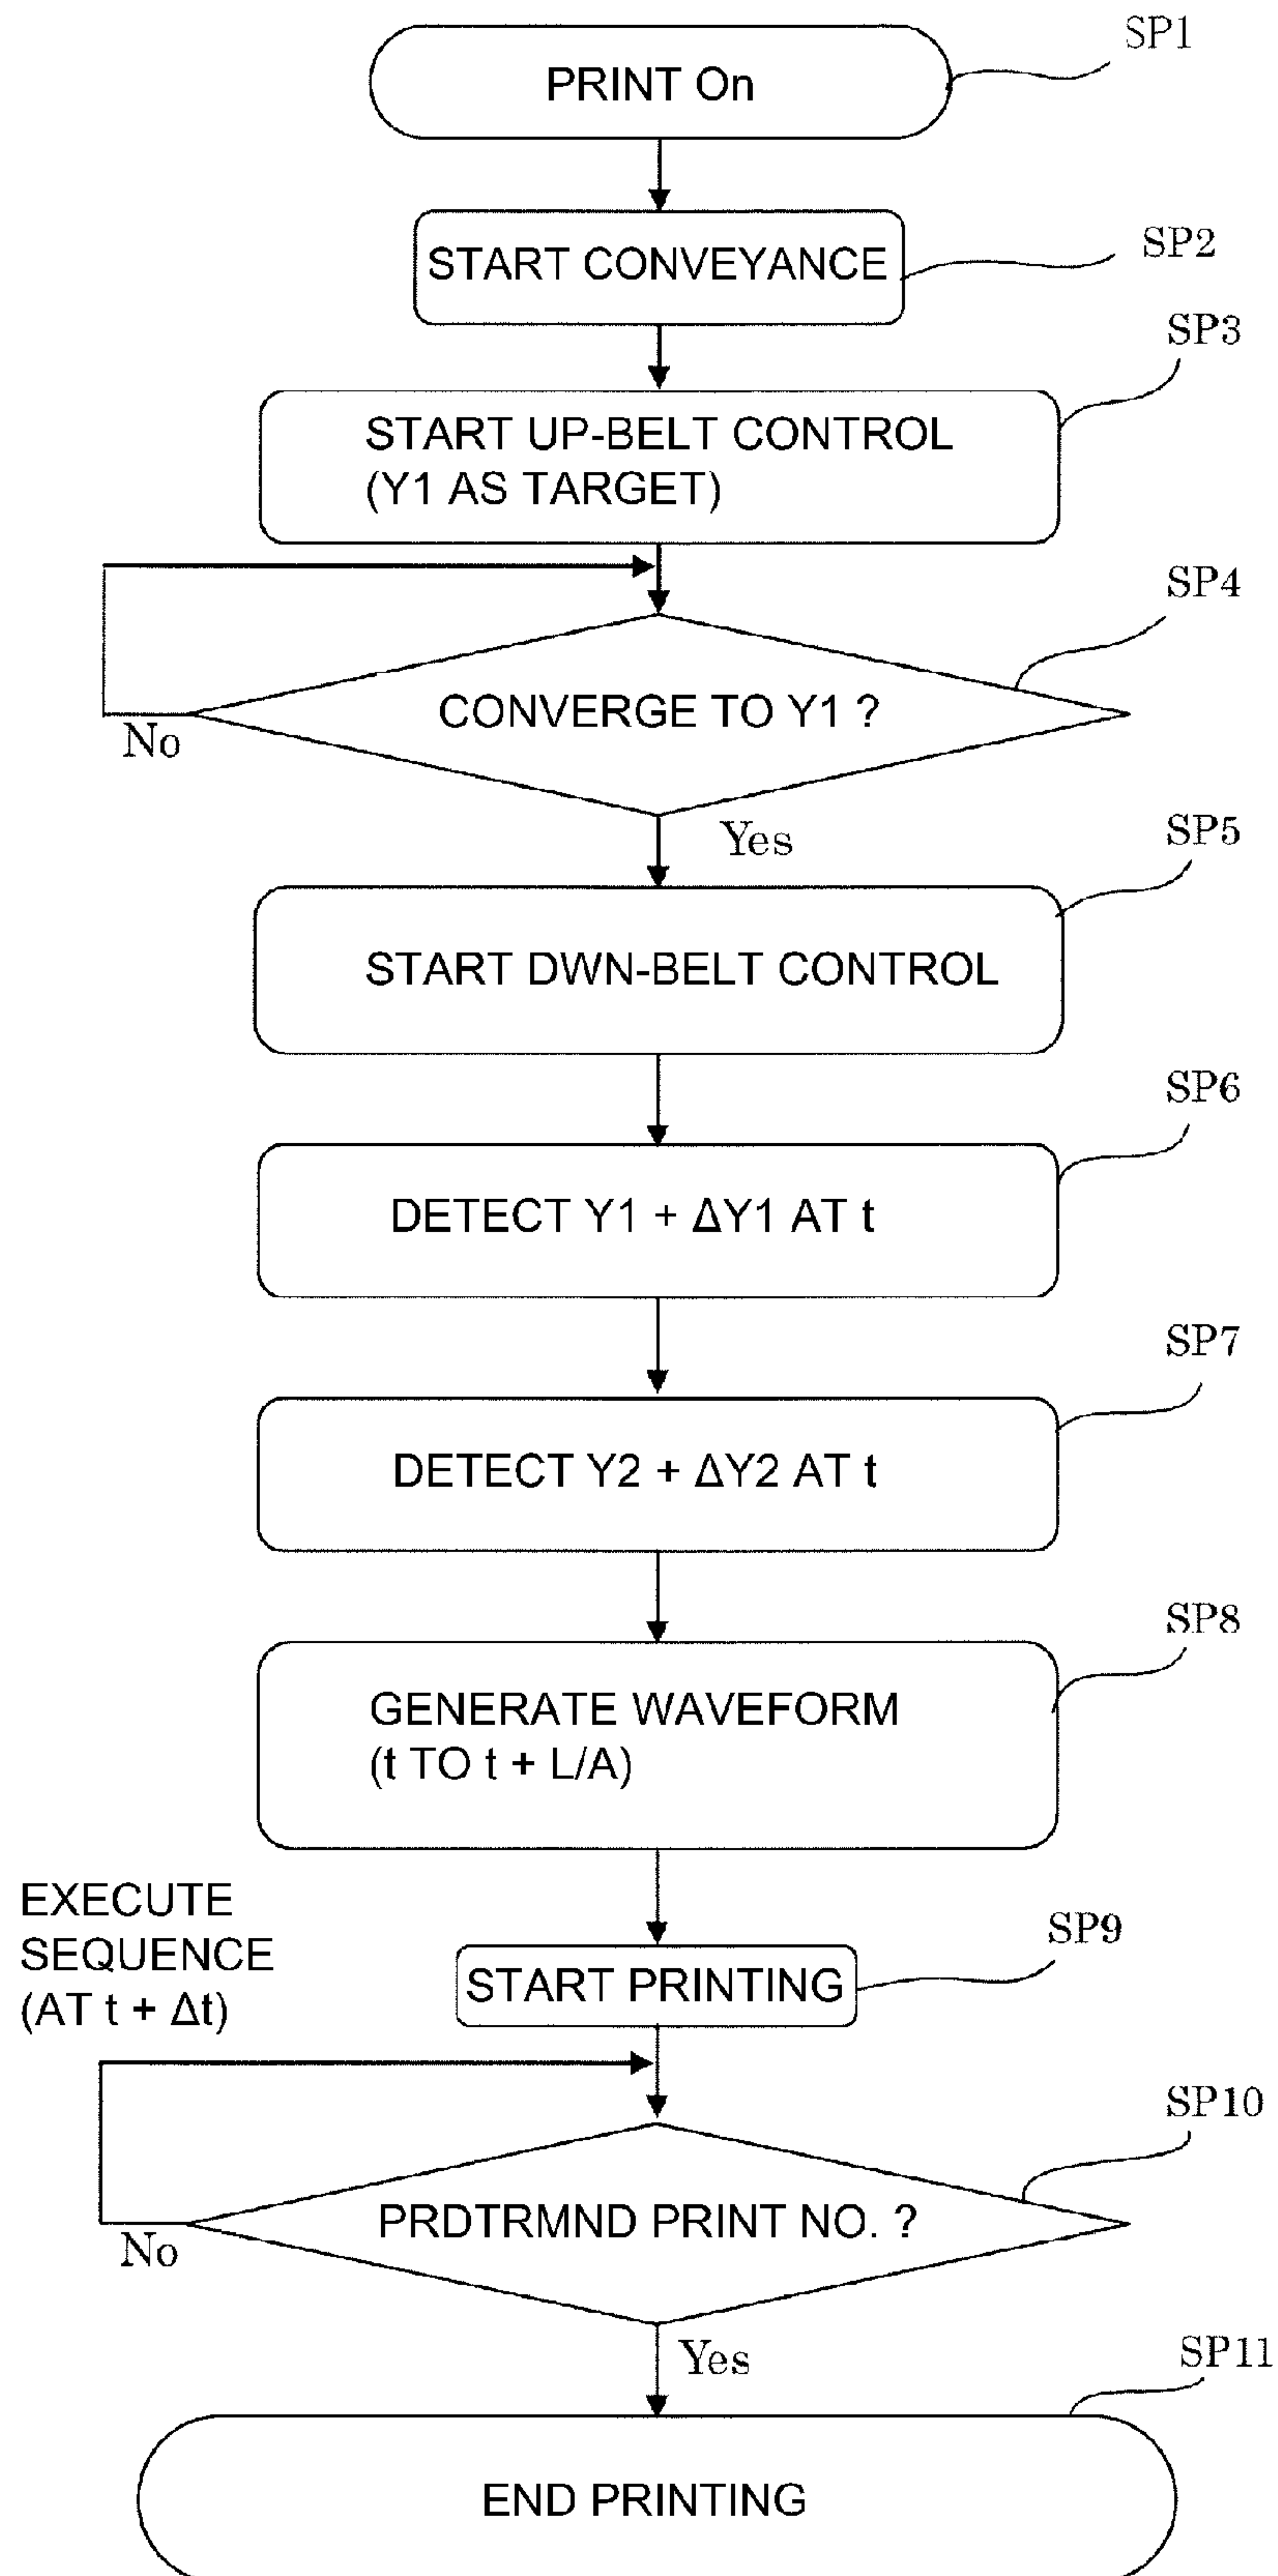 SP1
PRINT On
SP2
START CONVEYANCE
SP3
START UP-BELT CONTROL
(Y1 AS TARGET)
SP4
CONVERGE TO Y1 ?
No
Yes
SP5
START DWN-BELT CONTROL
SP6
DETECT Y1 + ΔY1 AT t
SP7
DETECT Y2 + ΔY2 AT t
SP8
GENERATE WAVEFORM
(t TO t + L/A)
EXECUTE
SEQUENCE
(AT t + Δt)
SP9
START PRINTING
SP10
PRDTRMND PRINT NO. ?
No
Yes
SP11
END PRINTING